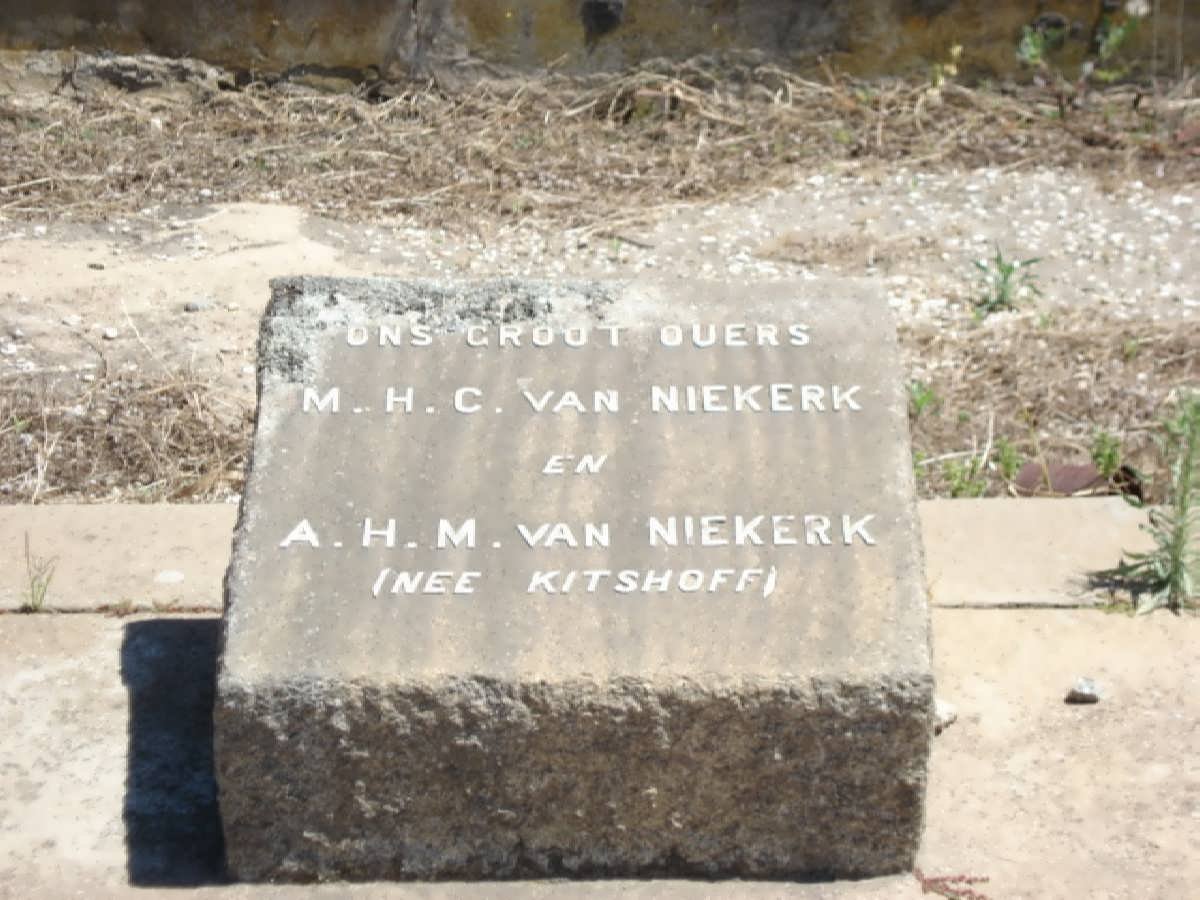 ONS GROOT OUERS
M.H.C. VAN NIEKERK
EN
A.H.M. VAN NIEKERK
(NEE KITSHOFF)